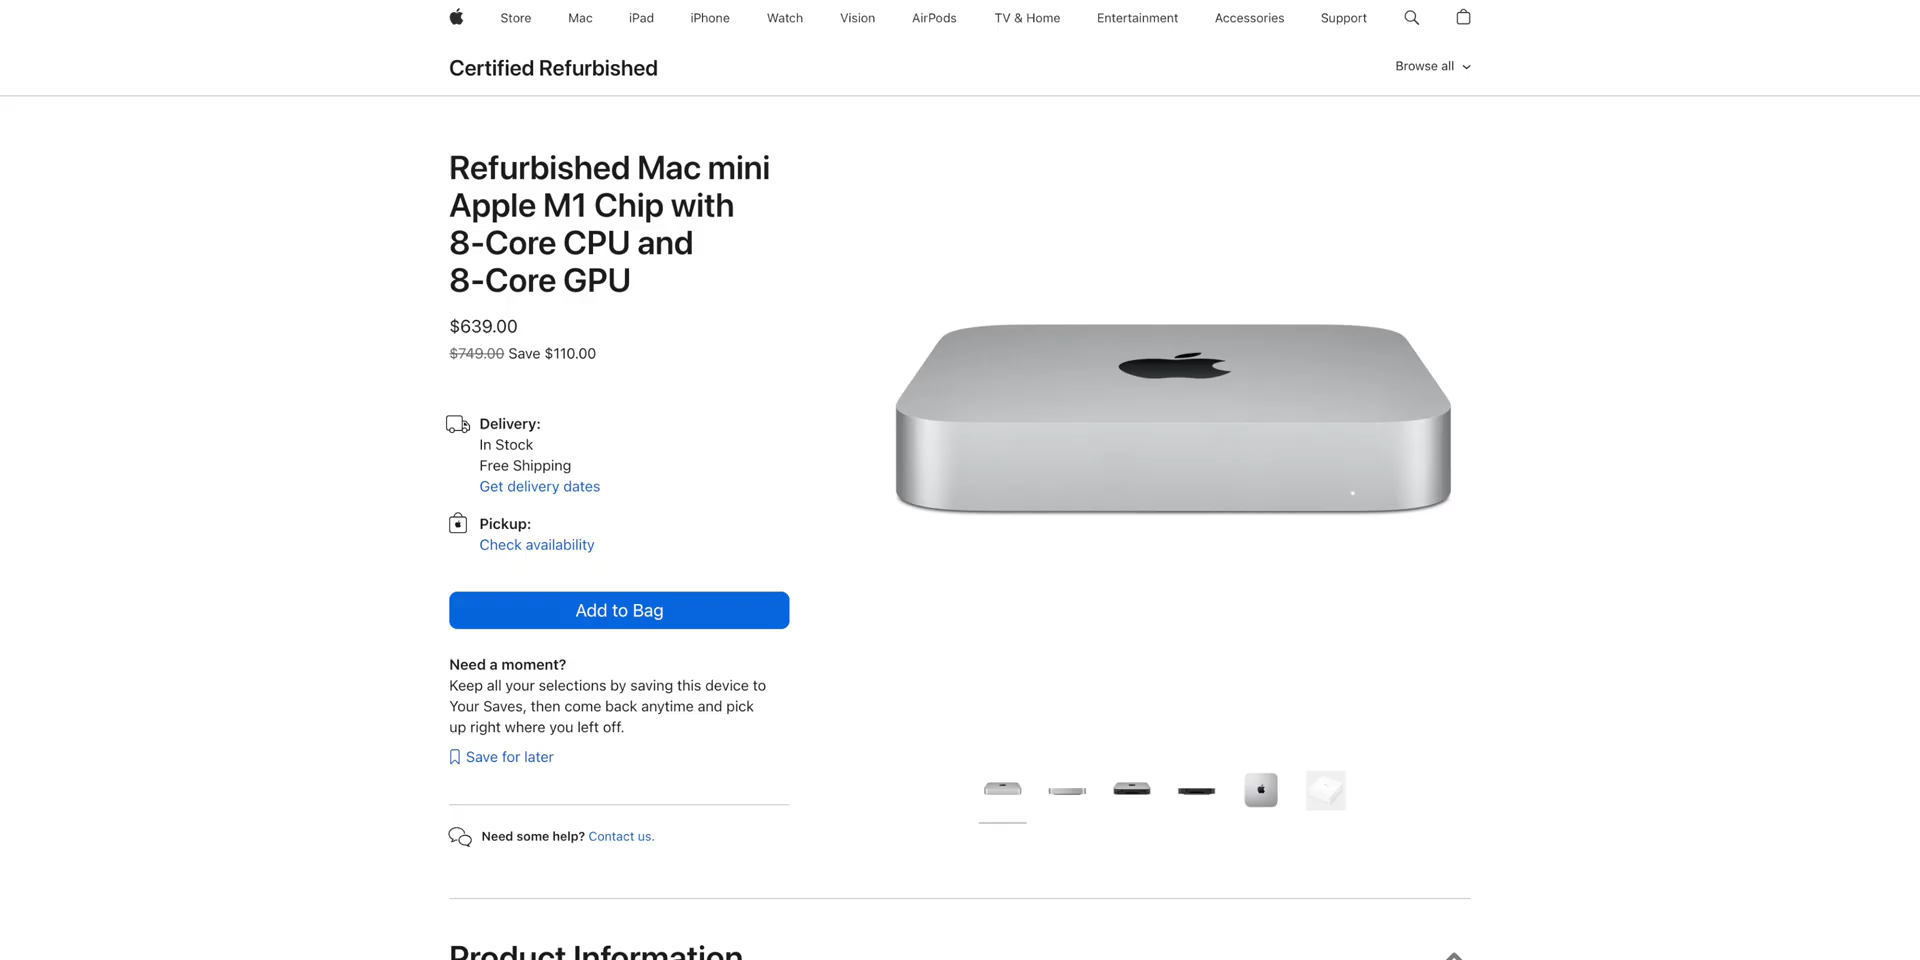 Store
Mac
iPad
iPhone
Watch
Vision
AirPods
TV & Home
Entertainment
Accessories
Support
Certified Refurbished
Browse all
Refurbished Mac mini
Apple M1 Chip with
8-Core CPU and
8-Core GPU
$639.00
$749.00 Save $110.00
Delivery:
In Stock
Free Shipping
Get delivery dates
Pickup:
Check availability
Add to Bag
Need a moment?
Keep all your selections by saving this device to
Your Saves, then come back anytime and pick
up right where you left off.
Save for later
Need some help? Contact us.
Product Information